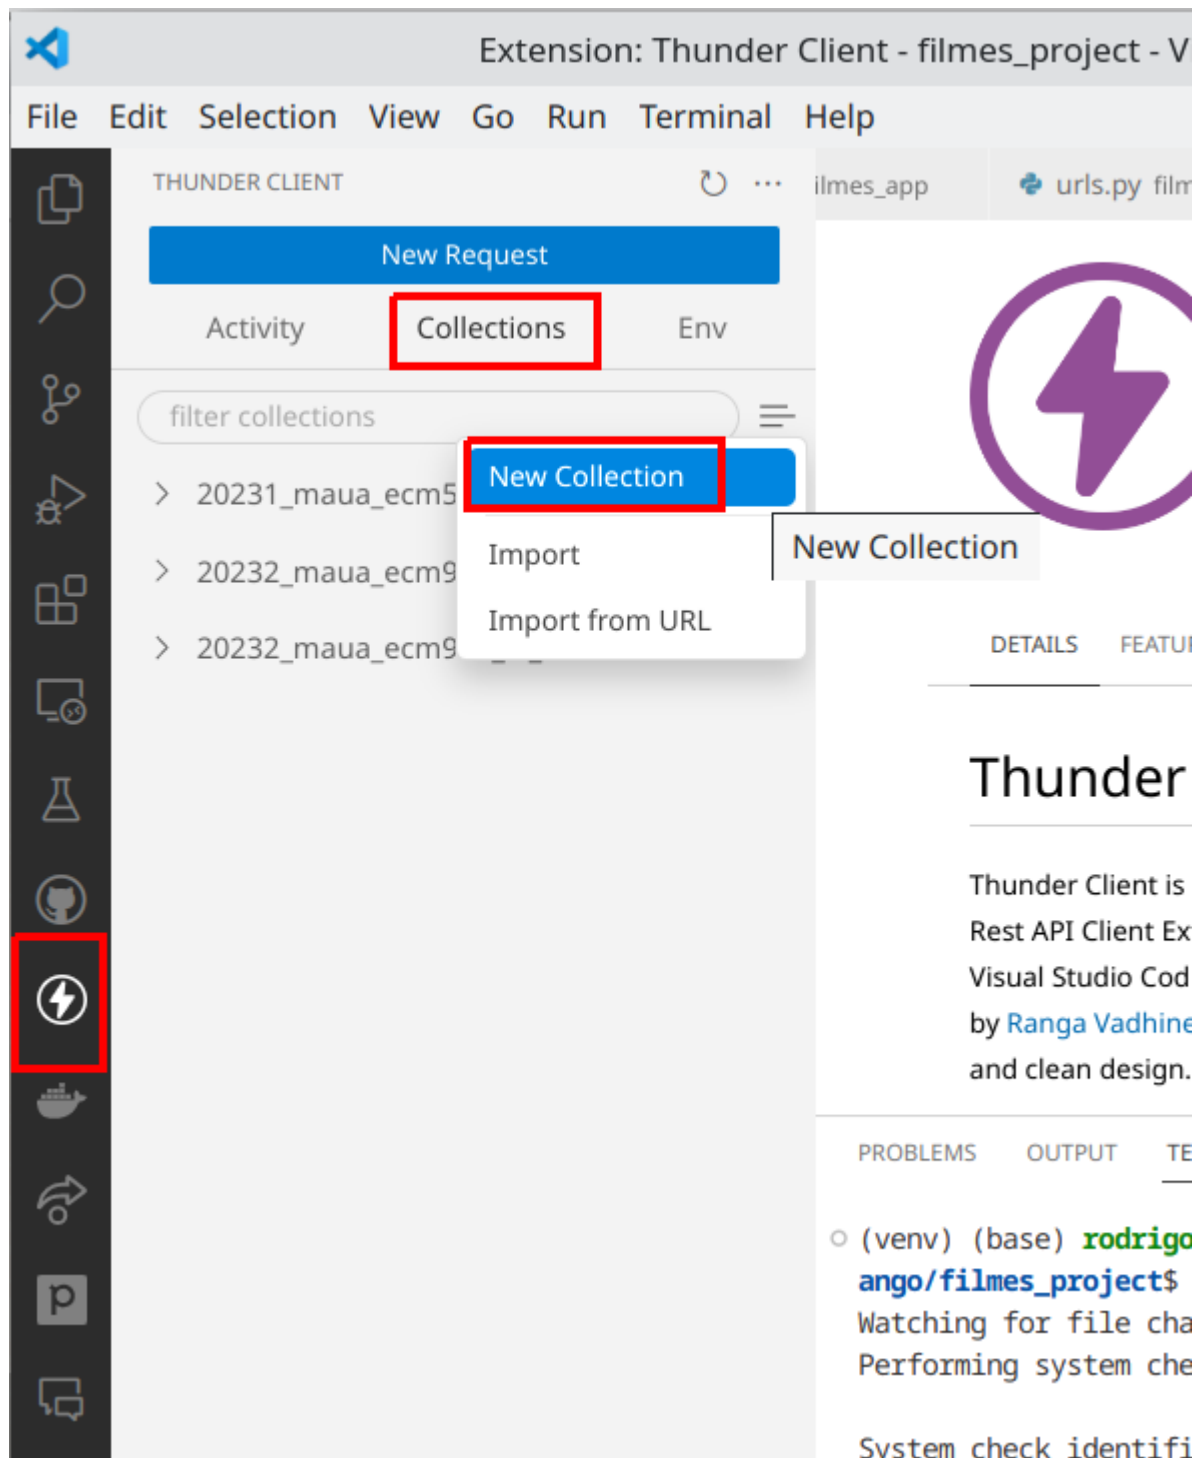 Extension: Thunder Client - filmes_project - V
File Edit Selection View Go Run Terminal Help
THUNDER CLIENT
New Request
Activity Collections Env
filter collections
New Collection
Import
Import from URL
20231_maua_ecm5
20232_maua_ecm9
20232_maua_ecm9
New Collection
ilmes_app urls.py film
DETAILS FEATU
Thunder
Thunder Client is
Rest API Client Ex
Visual Studio Cod
by Ranga Vadhine
and clean design.
PROBLEMS OUTPUT TE
(venv) (base) rodrigo
ango/filmes_project$
Watching for file cha
Performing system che
System check identifi